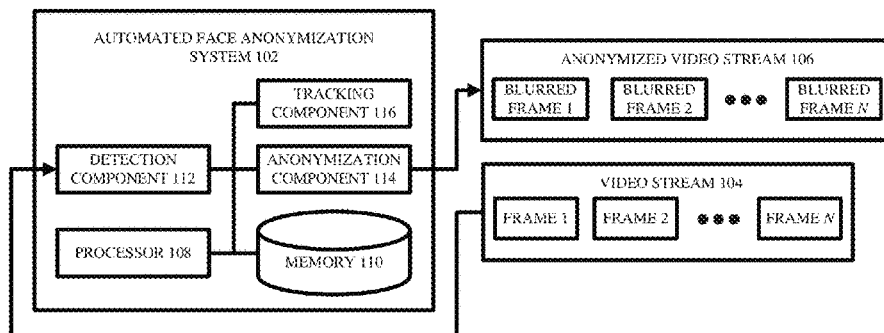 AUTOMATED FACE ANONYMIZATION
SYSTEM 102
TRACKING
COMPONENT 116
DETECTION
COMPONENT 112
ANONYMIZATION
COMPONENT 114
PROCESSOR 108
MEMORY 110
ANONYMIZED VIDEO STREAM 106
BLURRED
FRAME 1
BLURRED
FRAME 2
BLURRED
FRAME N
VIDEO STREAM 104
FRAME 1
FRAME 2
FRAME N